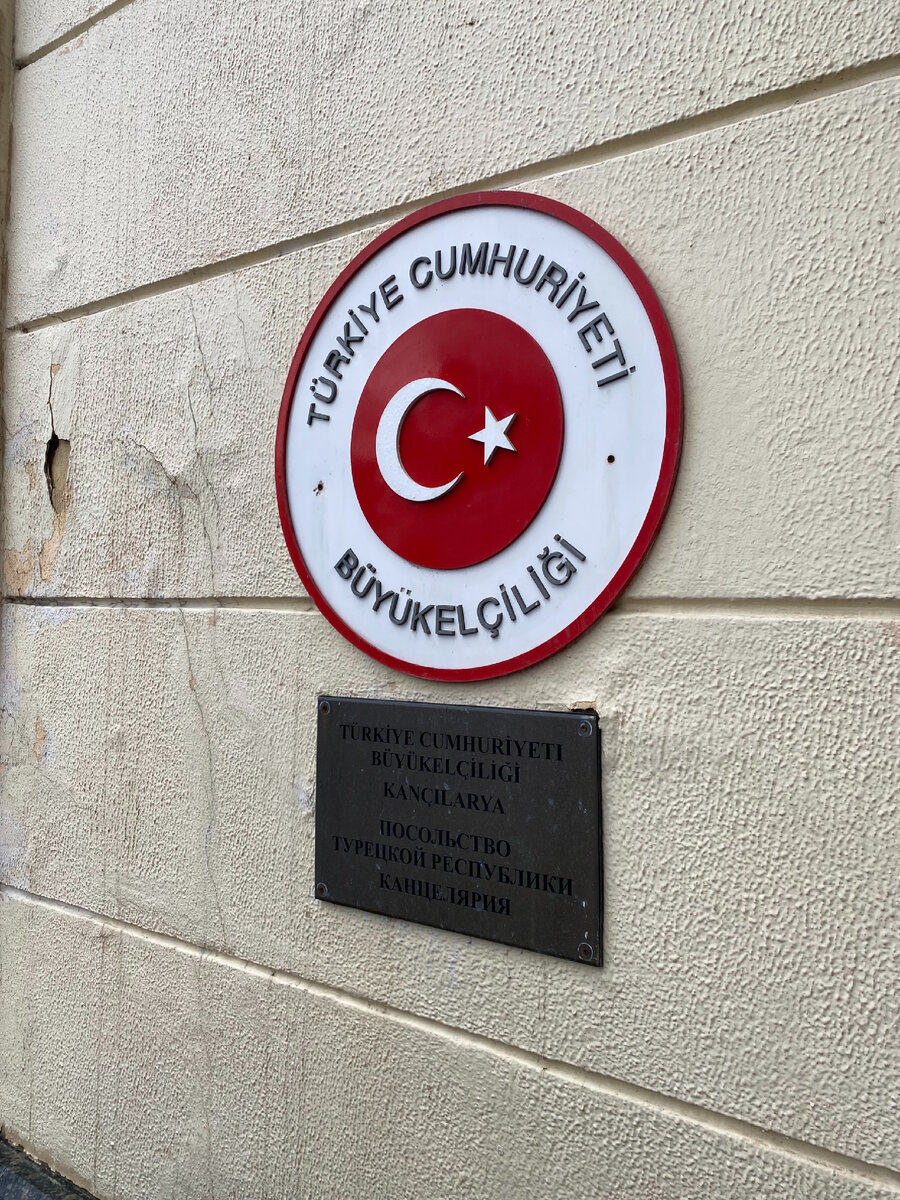 TÜRKİYE CUMHURİYETİ
BÜYÜKELÇİLİĞİ
TÜRKİYE CUMHURİYETİ
BÜYÜKELÇİLİĞİ
KANÇILARYA
ПОСОЛЬСТВО
ТУРЕЦКОЙ РЕСПУБЛИКИ
КАНЦЕЛЯРИЯ